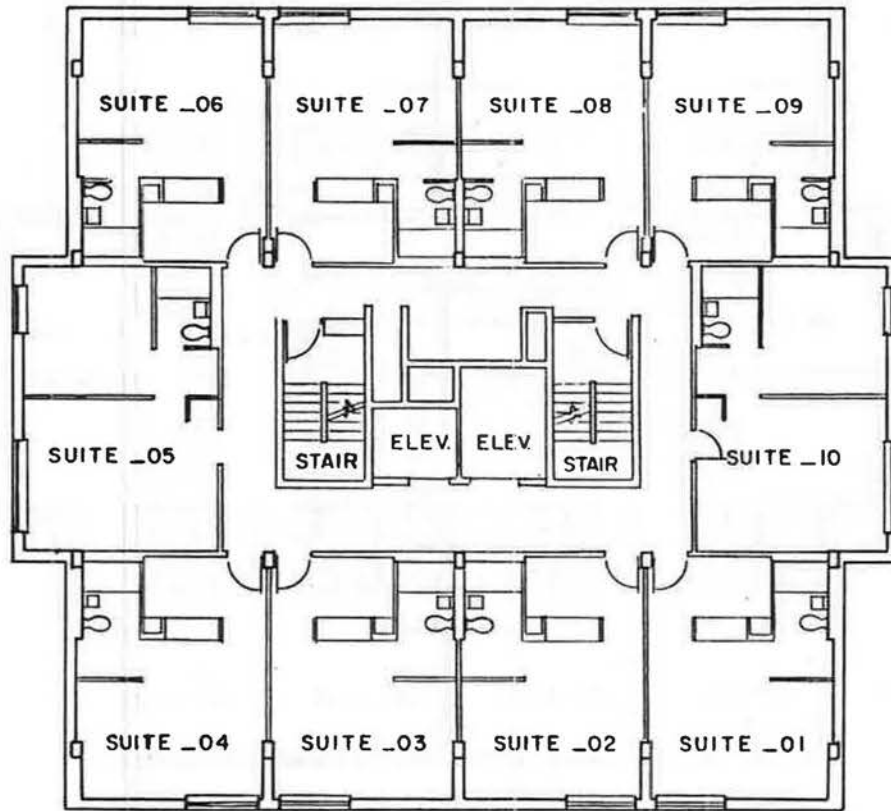 SUITE _06
SUITE _07
SUITE _08
SUITE _09
SUITE _05
STAIR
ELEV.
ELEV.
STAIR
SUITE _10
SUITE _04
SUITE _03
SUITE _02
SUITE _01